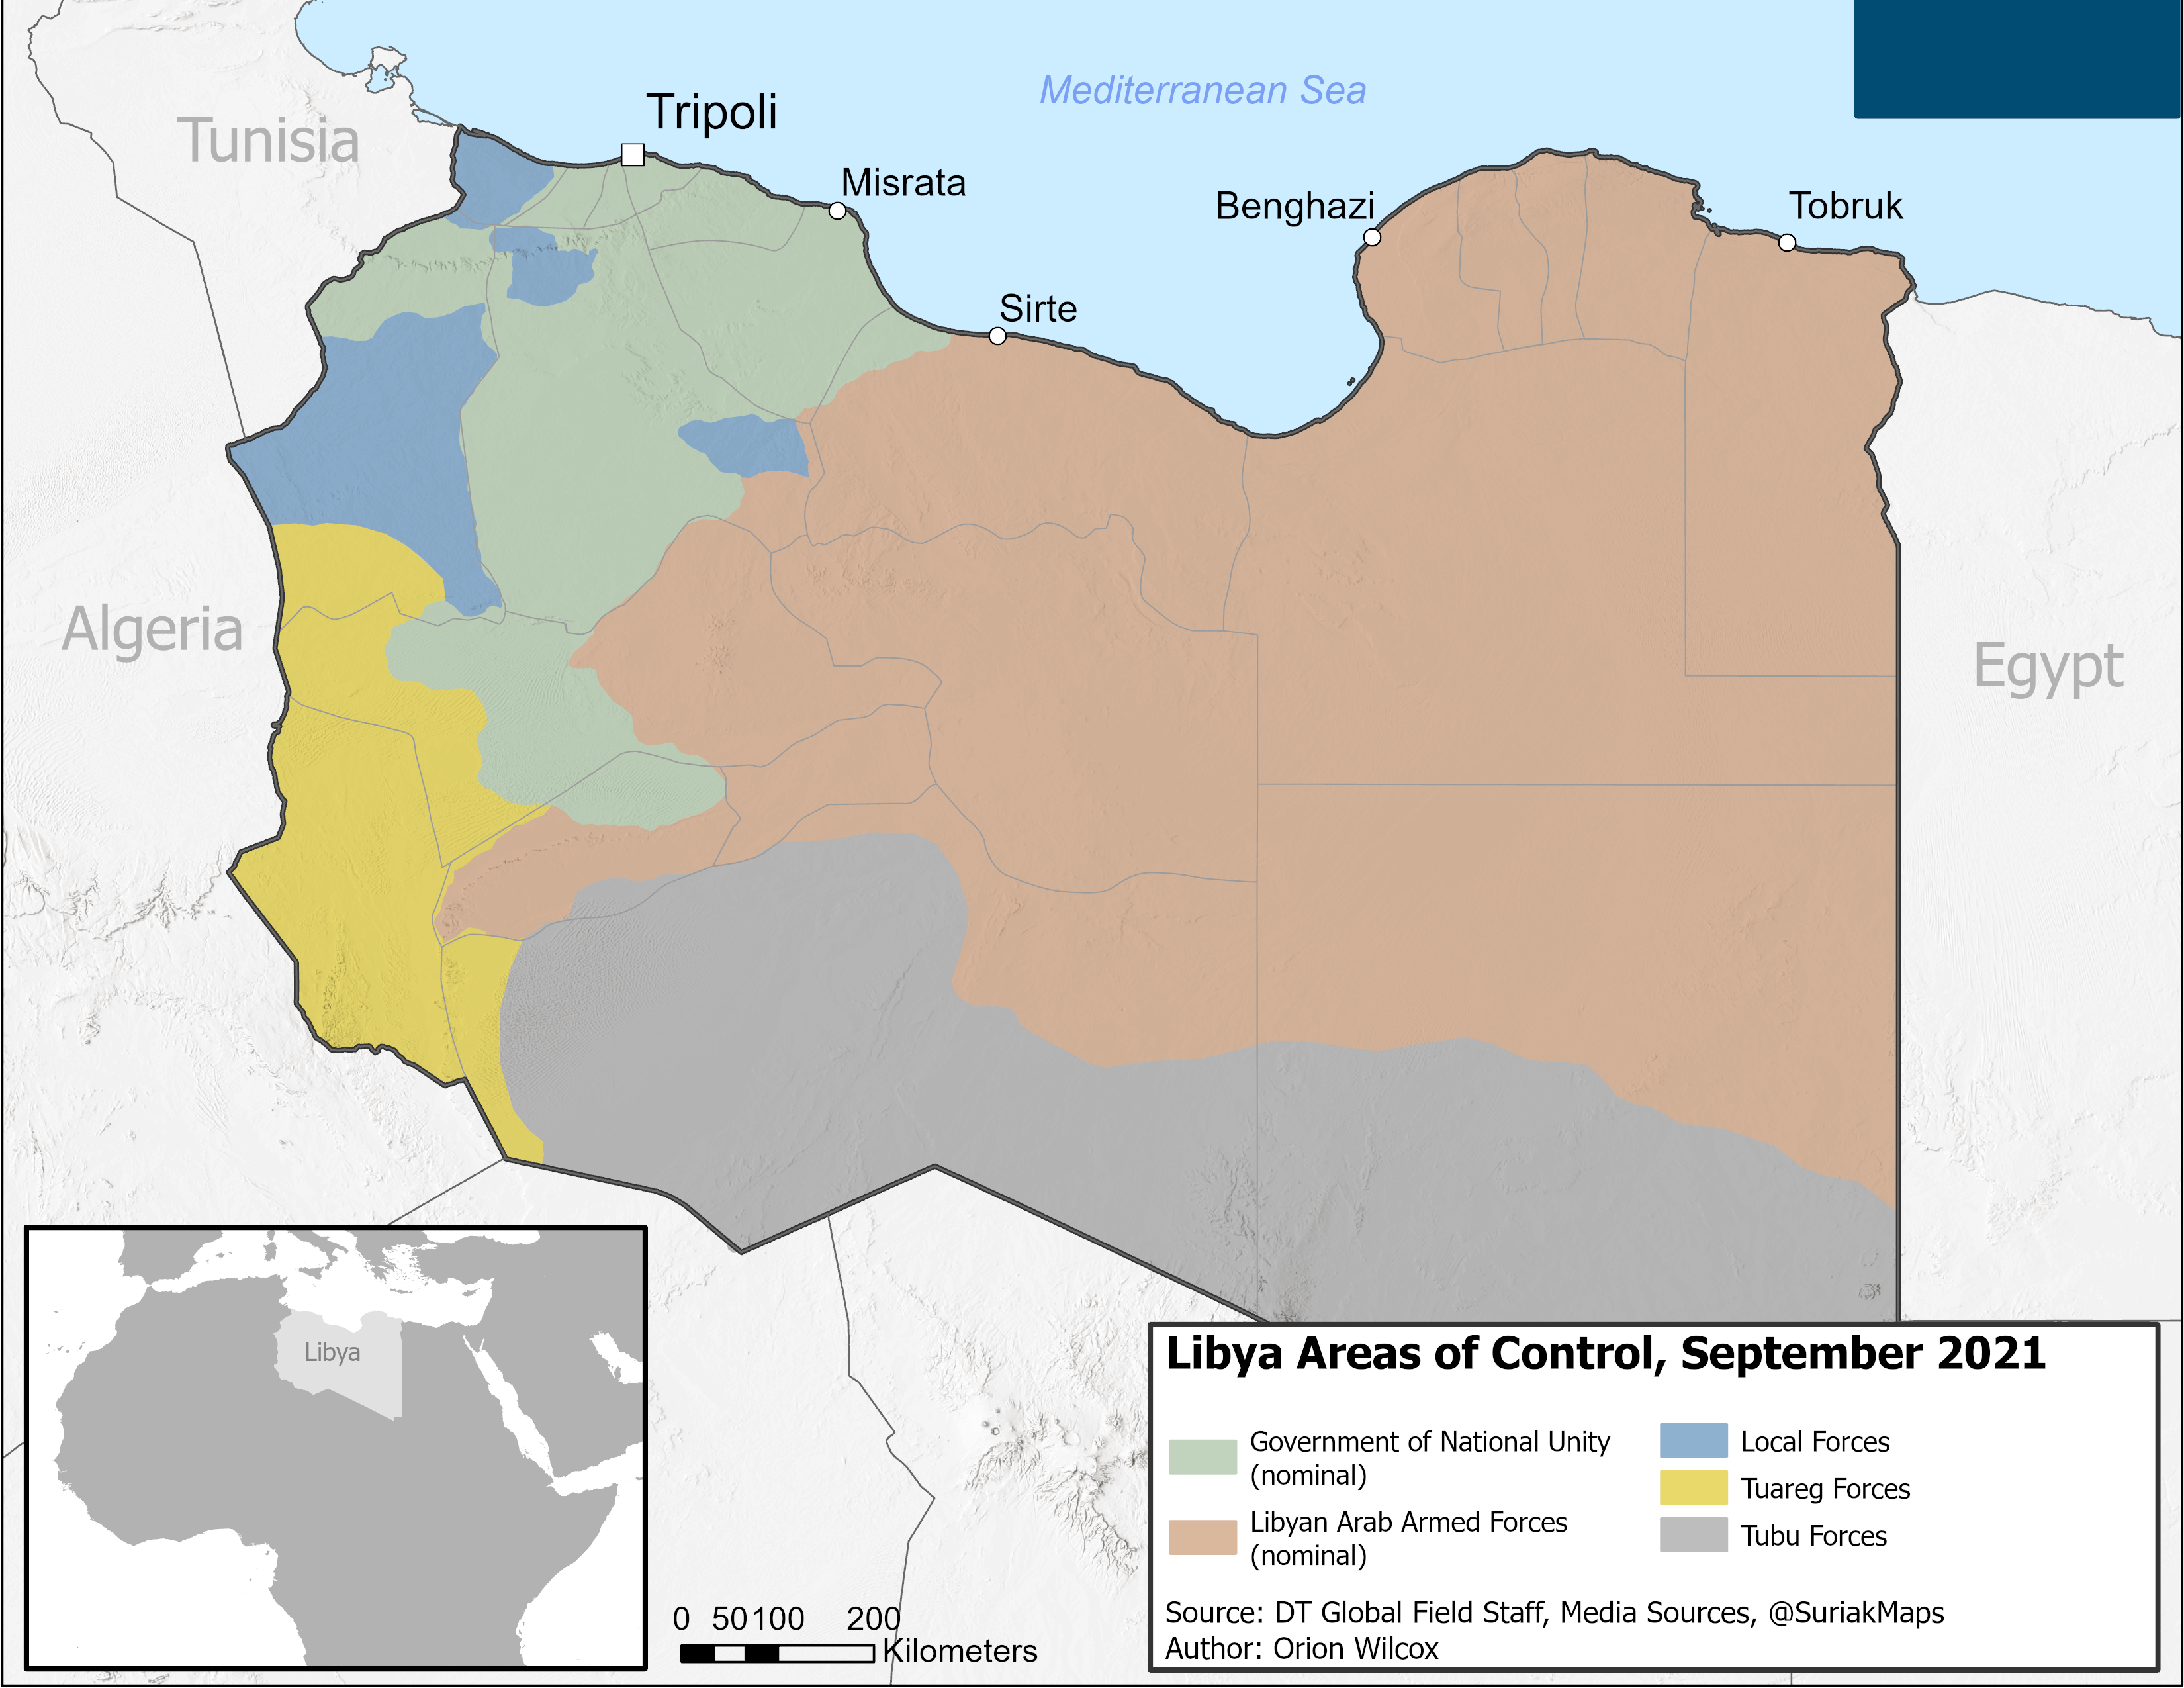 Mediterranean Sea
Tunisia
Tripoli
Misrata
Benghazi
Tobruk
Sirte
Algeria
Egypt
Libya
0 50 100 200
Kilometers
Libya Areas of Control, September 2021
Government of National Unity
(nominal)
Libyan Arab Armed Forces
(nominal)
Local Forces
Tuareg Forces
Tubu Forces
Source: DT Global Field Staff, Media Sources, @SuriakMaps
Author: Orion Wilcox